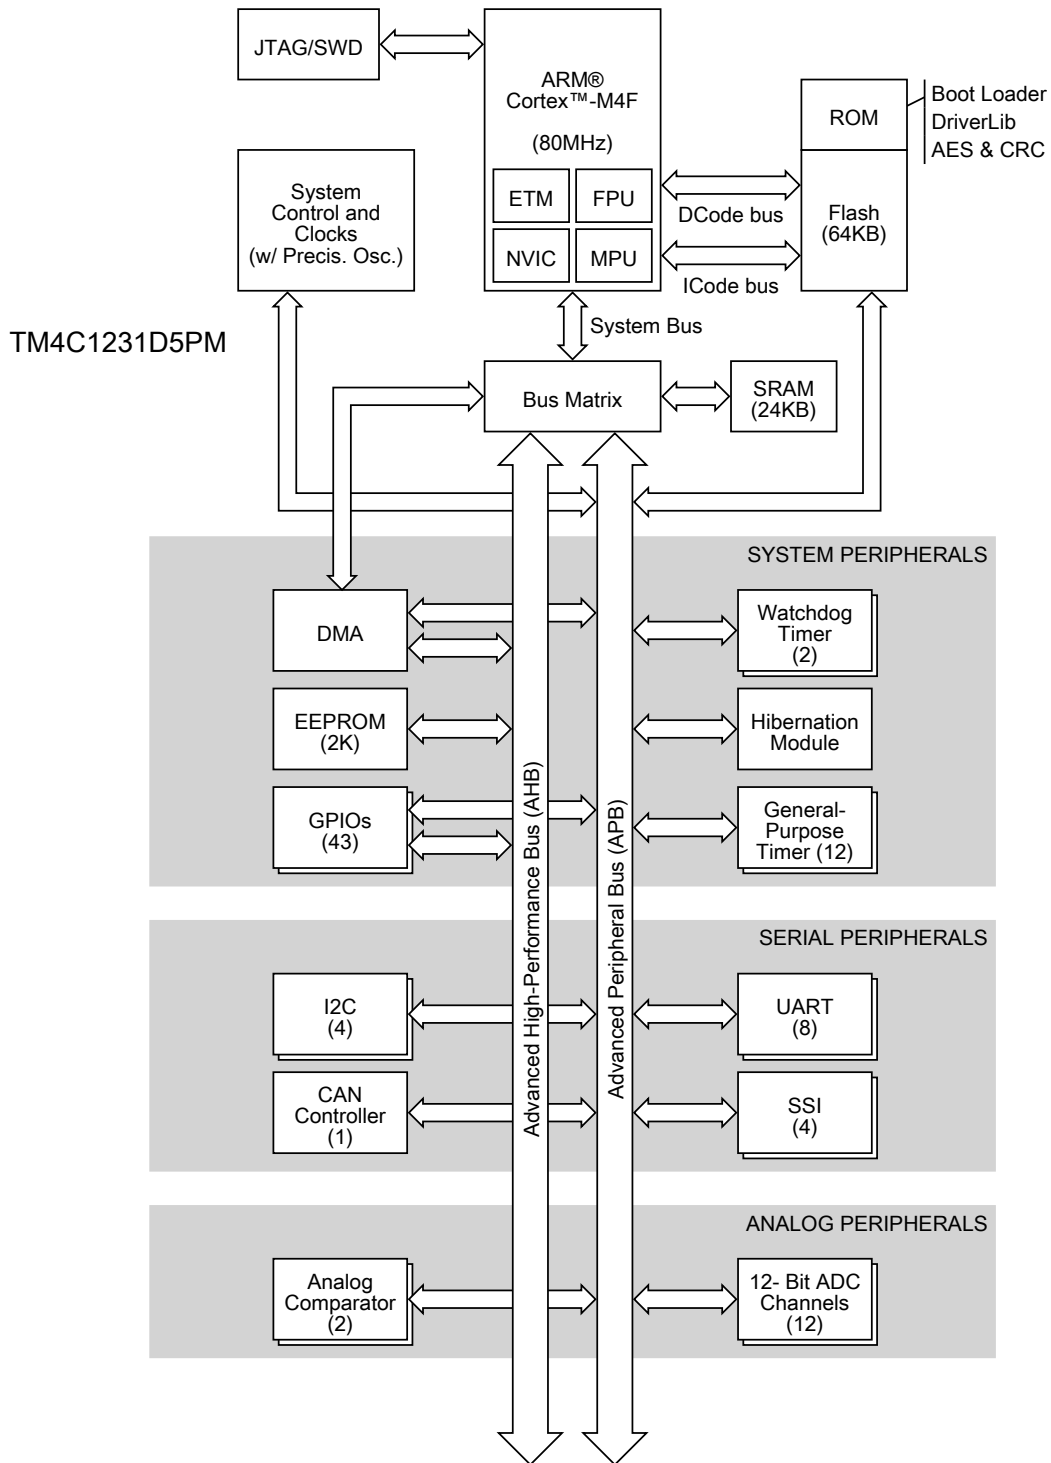 JTAG/SWD
ARM®
Cortex™-M4F
(80MHz)
ETM
FPU
NVIC
MPU
ROM
Boot Loader
DriverLib
AES & CRC
Flash
(64KB)
DCode bus
ICode bus
System
Control and
Clocks
(w/ Precis. Osc.)
TM4C1231D5PM
System Bus
Bus Matrix
SRAM
(24KB)
SYSTEM PERIPHERALS
DMA
Watchdog
Timer
(2)
EEPROM
(2K)
Hibernation
Module
GPIOs
(43)
General-
Purpose
Timer (12)
Advanced High-Performance Bus (AHB)
Advanced Peripheral Bus (APB)
SERIAL PERIPHERALS
I2C
(4)
UART
(8)
CAN
Controller
(1)
SSI
(4)
ANALOG PERIPHERALS
Analog
Comparator
(2)
12- Bit ADC
Channels
(12)